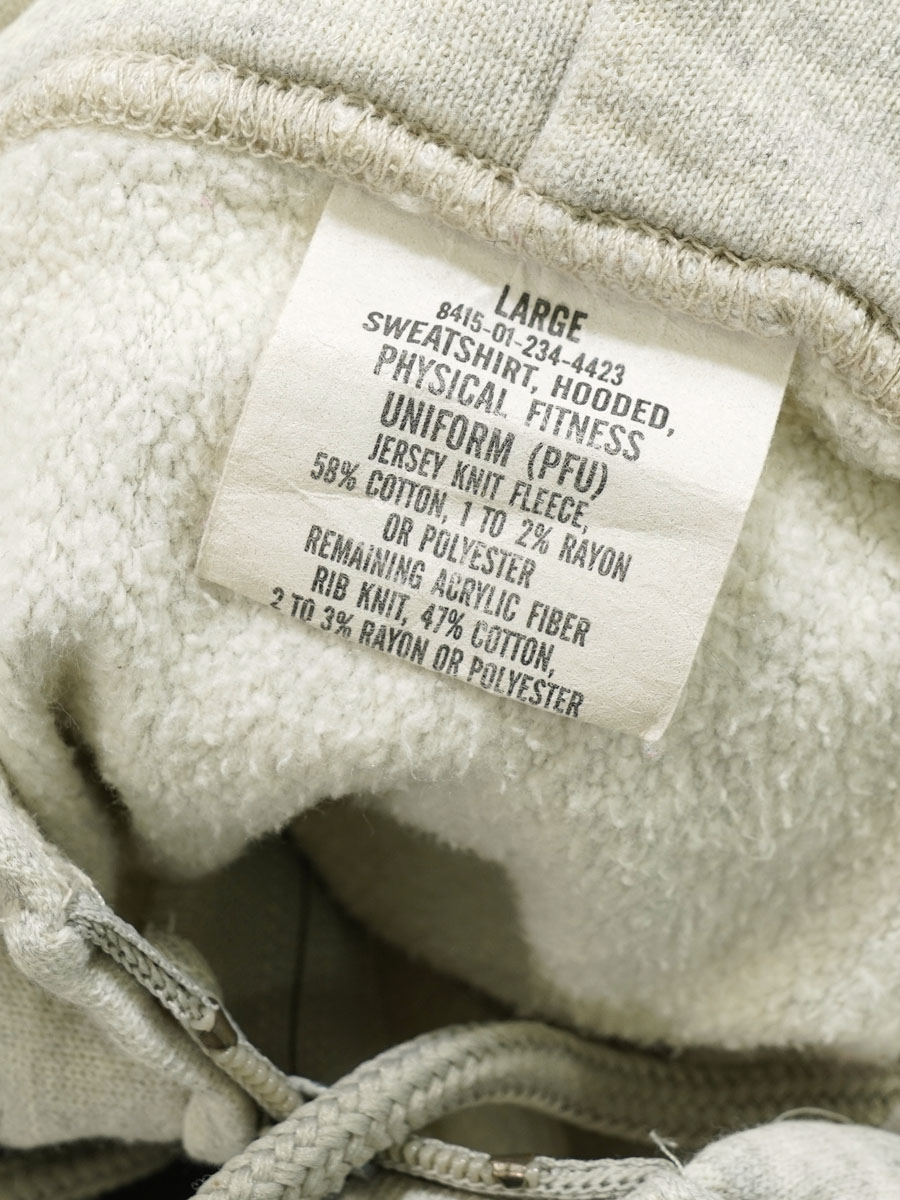 LARGE
8415-01-234-4423
SWEATSHIRT, HOODED,
PHYSICAL FITNESS
UNIFORM (PFU)
JERSEY KNIT FLEECE,
58% COTTON, 1 TO 2% RAYON
OR POLYESTER
REMAINING ACRYLIC FIBER
RIB KNIT, 47% COTTON,
2 TO 3% RAYON OR POLYESTER